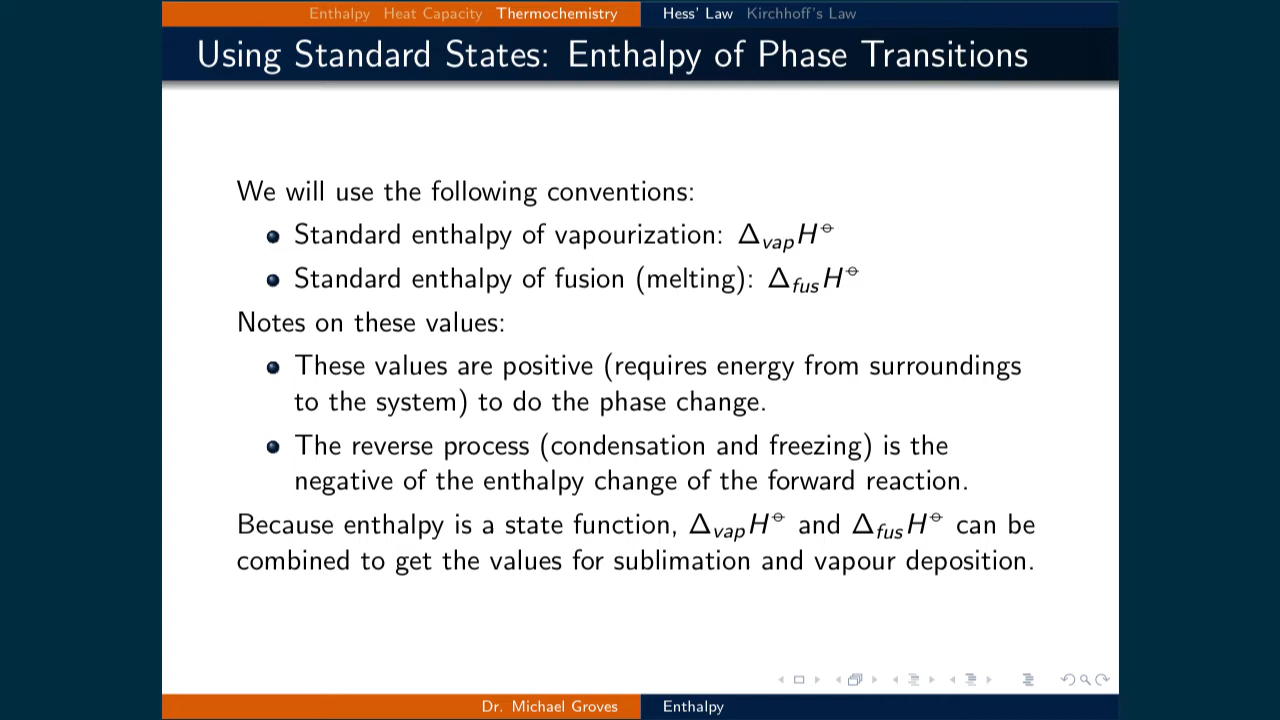 Enthalpy Heat Capacity Thermochemistry Hess' Law Kirchhoff's Law
Using Standard States: Enthalpy of Phase Transitions
We will use the following conventions:
Standard enthalpy of vapourization: ΔvapH⦵
Standard enthalpy of fusion (melting): ΔfusH⦵
Notes on these values:
These values are positive (requires energy from surroundings
to the system) to do the phase change.
The reverse process (condensation and freezing) is the
negative of the enthalpy change of the forward reaction.
Because enthalpy is a state function, ΔvapH⦵ and ΔfusH⦵ can be
combined to get the values for sublimation and vapour deposition.
Dr. Michael Groves Enthalpy